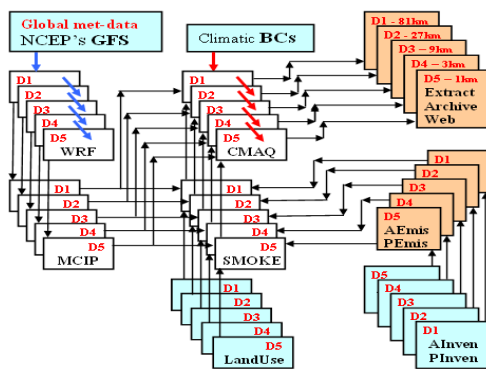 Global met-data
NCEP's GFS
Climatic BCs
D1 - 81km
D2 - 27km
D3 – 9km
D4 – 3km
D5 – 1km
Extract
Archive
Web
D1
D2
D3
D4
D5
WRF
D1
D2
D3
D4
D5
CMAQ
D1
D2
D3
D4
D5
MCIP
D1
D2
D3
D4
D5
SMOKE
D1
D2
D3
D4
D5
AEmis
PEmis
D1
D2
D3
D4
D5
LandUse
D5
D4
D3
D2
D1
AInven
PInven